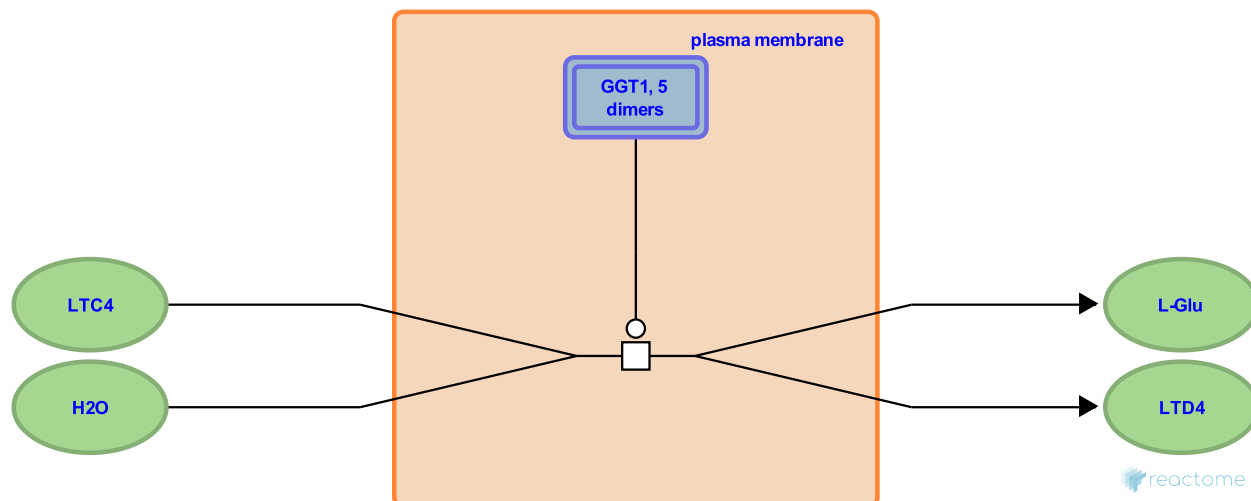 plasma membrane
GGT1, 5
dimers
LTC4
L-Glu
H2O
LTD4
reactome